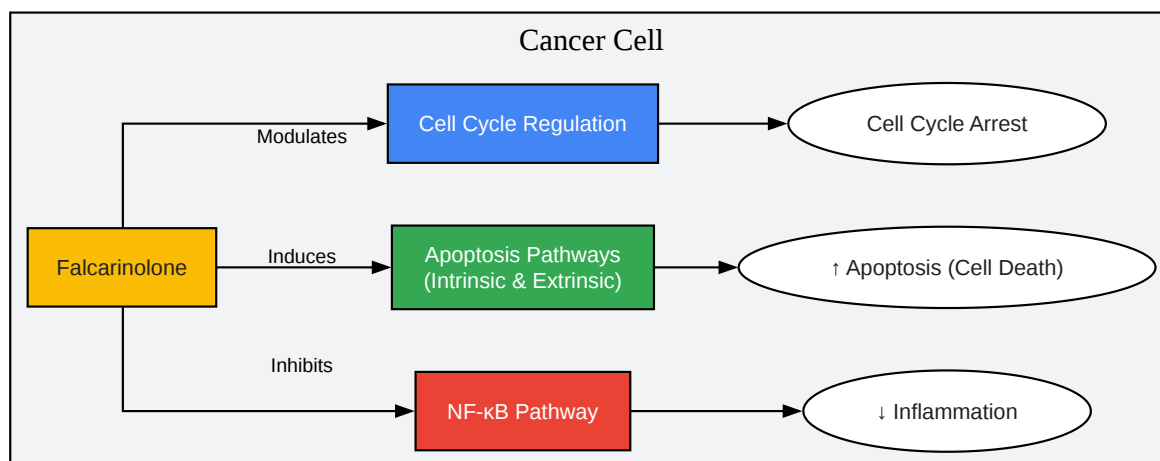 Cancer Cell
Modulates
Cell Cycle Regulation
Cell Cycle Arrest
Falcarinolone
Induces
Apoptosis Pathways
(Intrinsic & Extrinsic)
↑ Apoptosis (Cell Death)
Inhibits
NF-κB Pathway
↓ Inflammation